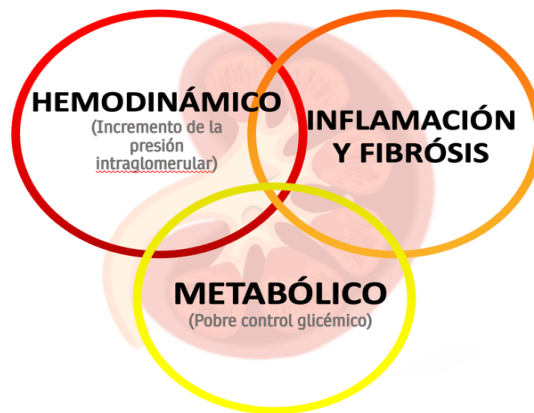 HEMODINÁMICO
(Incremento de la
presión
intraglomerular)
INFLAMACIÓN
Y FIBRÓSIS
METABÓLICO
(Pobre control glicémico)